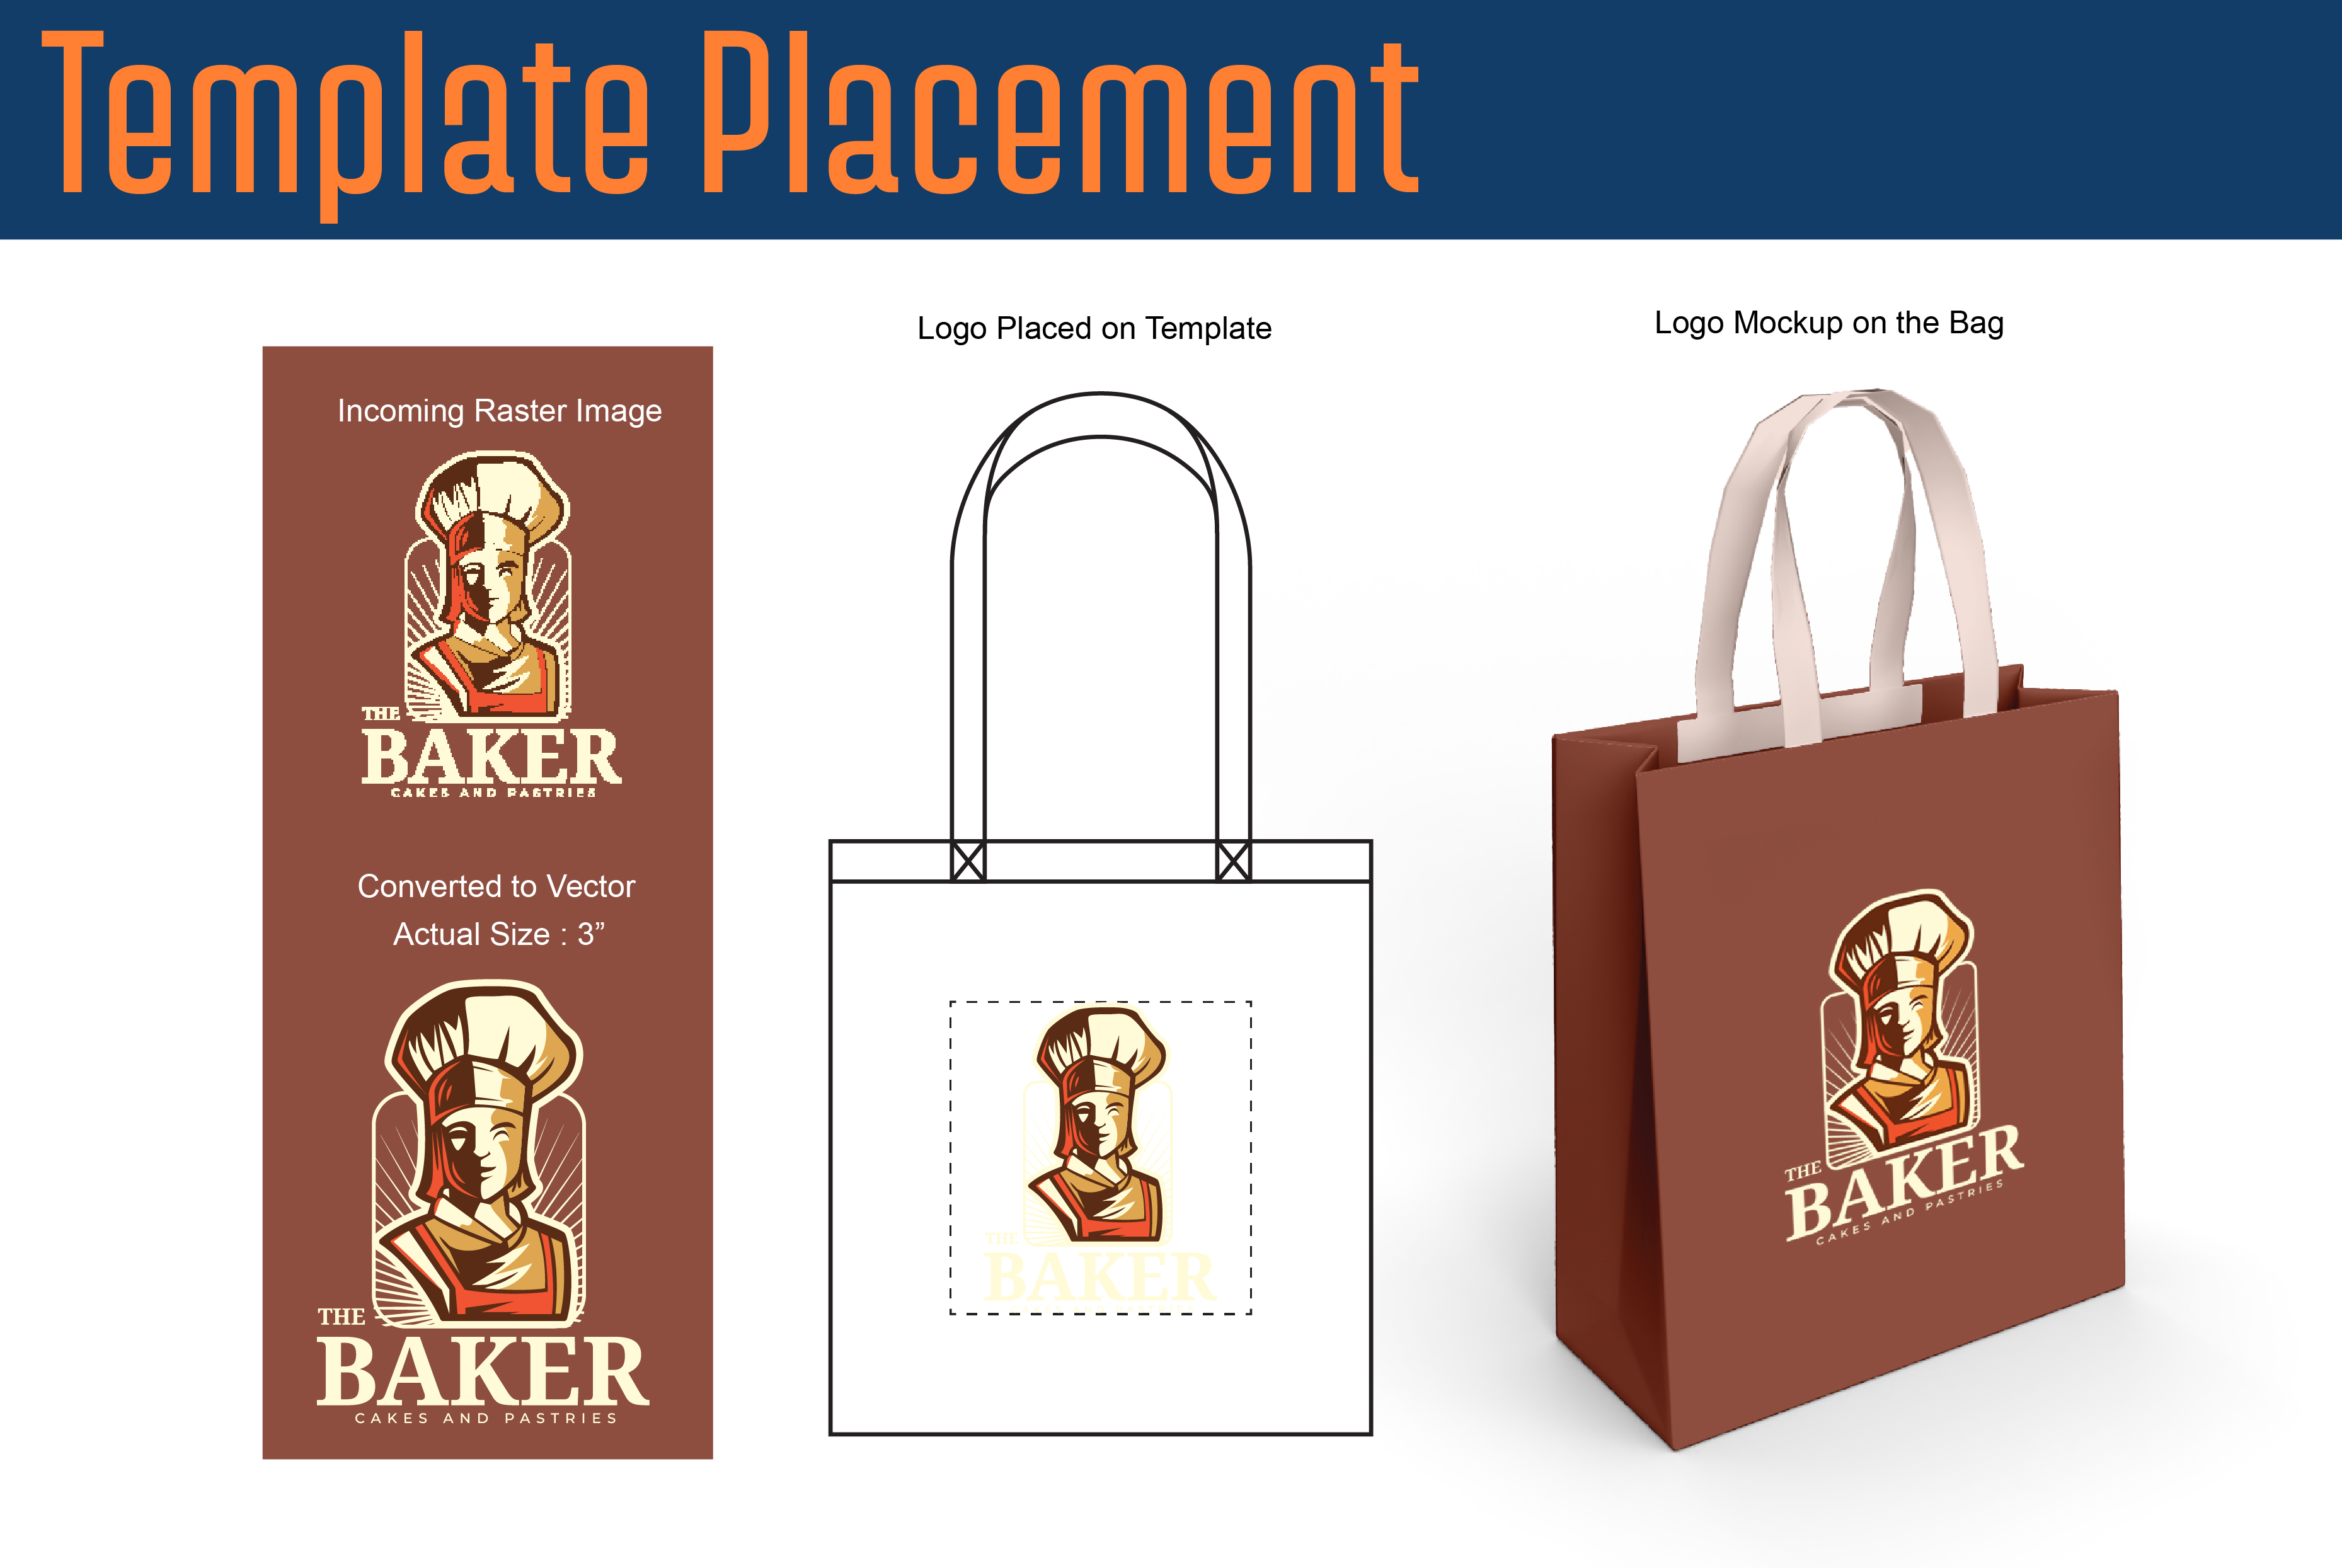 Template Placement
Incoming Raster Image
THE
BAKER
CAKES AND PASTRIES
Converted to Vector
Actual Size : 3”
THE
BAKER
CAKES AND PASTRIES
Logo Placed on Template
THE
BAKER
Logo Mockup on the Bag
THE
BAKER
CAKES AND PASTRIES